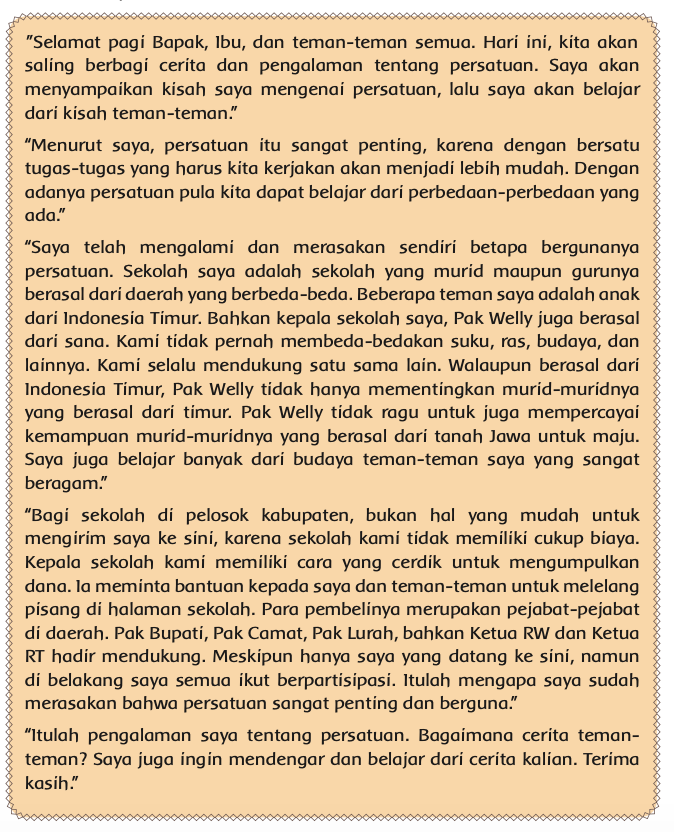 "Selamat pagi Bapak, Ibu, dan teman-teman semua. Hari ini, kita akan
saling berbagi cerita dan pengalaman tentang persatuan. Saya akan
menyampaikan kisah saya mengenai persatuan, lalu saya akan belajar
dari kisah teman-teman."
"Menurut saya, persatuan itu sangat penting, karena dengan bersatu
tugas-tugas yang harus kita kerjakan akan menjadi lebih mudah. Dengan
adanya persatuan pula kita dapat belajar dari perbedaan-perbedaan yang
ada."
"Saya telah mengalami dan merasakan sendiri betapa bergunanya
persatuan. Sekolah saya adalah sekolah yang murid maupun gurunya
berasal dari daerah yang berbeda-beda. Beberapa teman saya adalah anak
dari Indonesia Timur. Bahkan kepala sekolah saya, Pak Welly juga berasal
dari sana. Kami tidak pernah membeda-bedakan suku, ras, budaya, dan
lainnya. Kami selalu mendukung satu sama lain. Walaupun berasal dari
Indonesia Timur, Pak Welly tidak hanya mementingkan murid-muridnya
yang berasal dari timur. Pak Welly tidak ragu untuk juga mempercayai
kemampuan murid-muridnya yang berasal dari tanah Jawa untuk maju.
Saya juga belajar banyak dari budaya teman-teman saya yang sangat
beragam."
"Bagi sekolah di pelosok kabupaten, bukan hal yang mudah untuk
mengirim saya ke sini, karena sekolah kami tidak memiliki cukup biaya.
Kepala sekolah kami memiliki cara yang cerdik untuk mengumpulkan
dana. Ia meminta bantuan kepada saya dan teman-teman untuk melelang
pisang di halaman sekolah. Para pembelinya merupakan pejabat-pejabat
di daerah. Pak Bupati, Pak Camat, Pak Lurah, bahkan Ketua RW dan Ketua
RT hadir mendukung. Meskipun hanya saya yang datang ke sini, namun
di belakang saya semua ikut berpartisipasi. Itulah mengapa saya sudah
merasakan bahwa persatuan sangat penting dan berguna."
"Itulah pengalaman saya tentang persatuan. Bagaimana cerita teman-
teman? Saya juga ingin mendengar dan belajar dari cerita kalian. Terima
kasih."